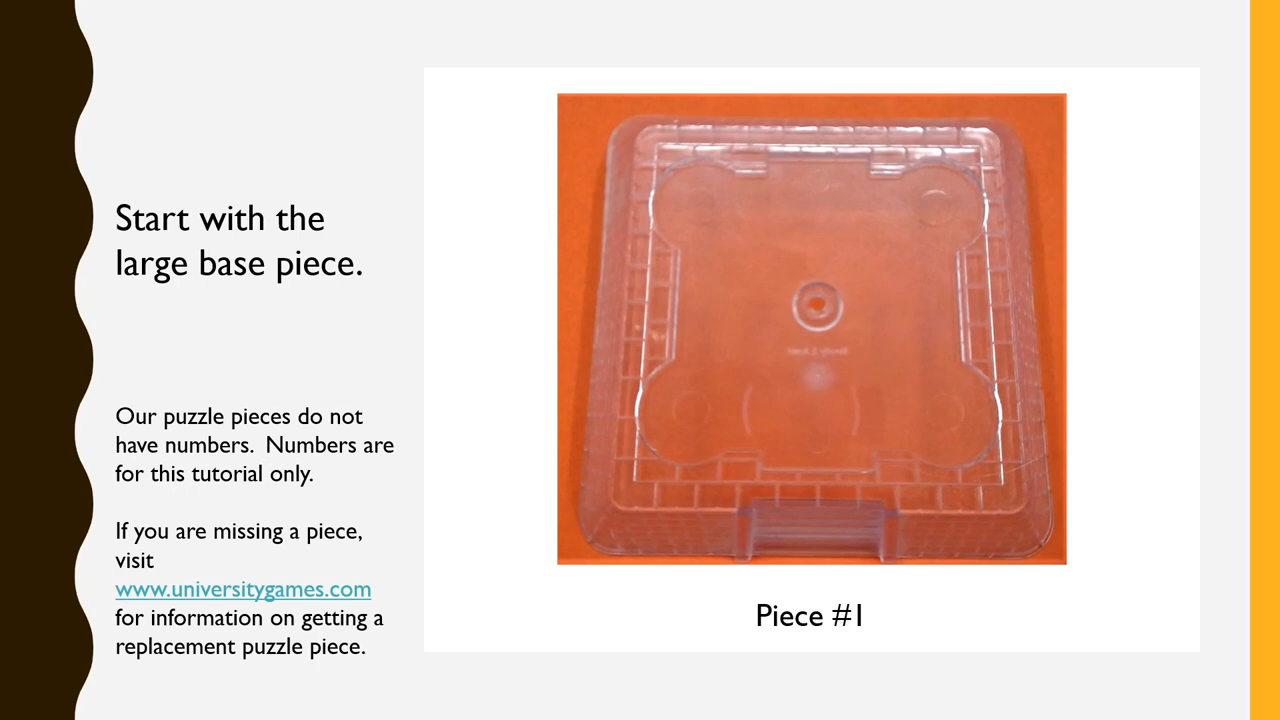 Start with the
large base piece.
Our puzzle pieces do not
have numbers.  Numbers are
for this tutorial only.
If you are missing a piece,
visit
www.universitygames.com
for information on getting a
replacement puzzle piece.
Piece #1